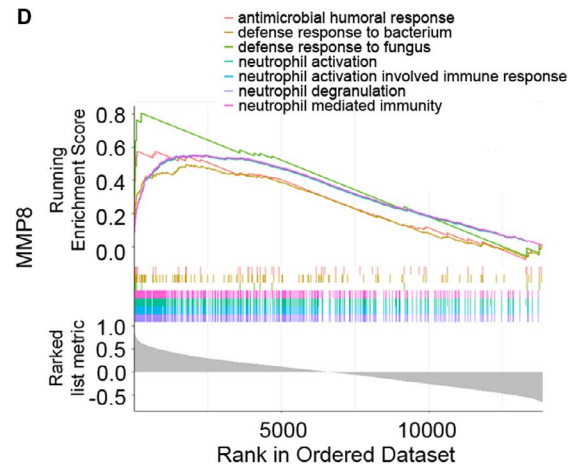 D
antimicrobial humoral response
defense response to bacterium
defense response to fungus
neutrophil activation
neutrophil activation involved immune response
neutrophil degranulation
neutrophil mediated immunity
MMP8
Running
Enrichment Score
0.8
0.6
0.4
0.2
0.0
Ranked
list metric
1.0
0.5
0.0
-0.5
5000
10000
Rank in Ordered Dataset